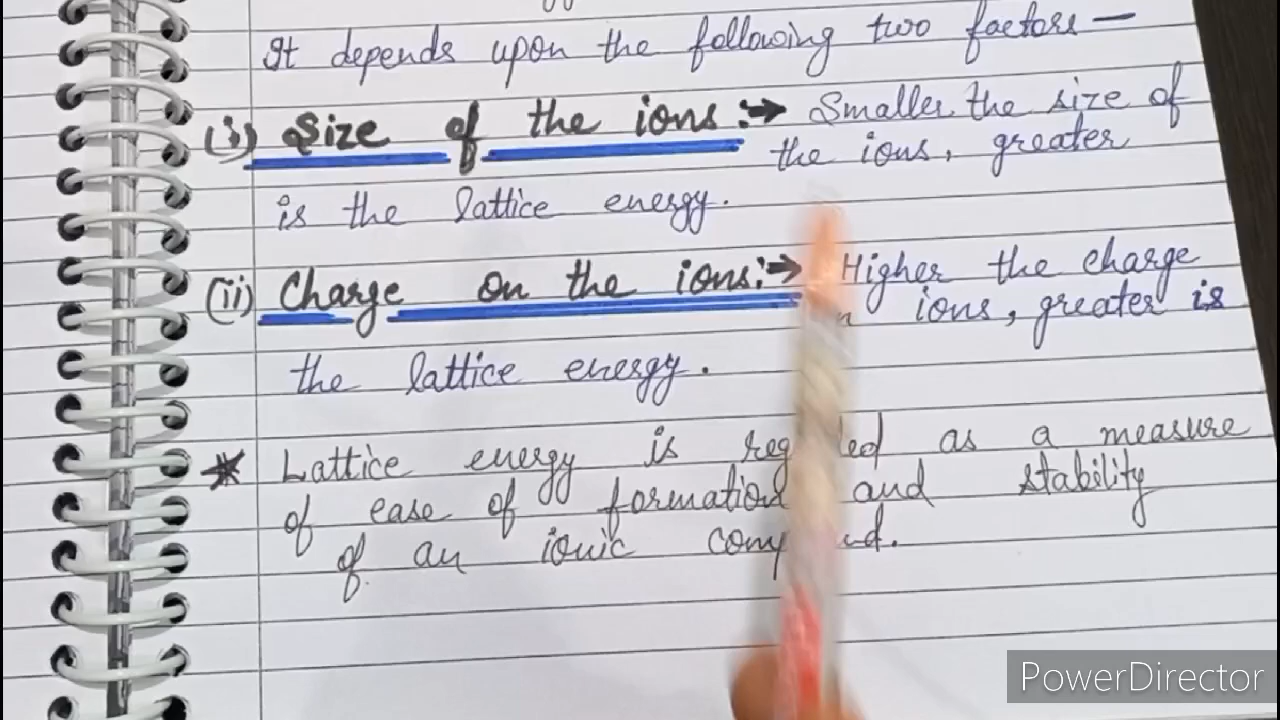 It depends upon the following two factors —
(i) Size of the ions :→ Smaller the size of
the ions, greater
is the lattice energy.
(ii) Charge on the ions :→ Higher the charge
ions, greater is
the lattice energy.
* Lattice energy is as a measure
of ease of formation and stability
of an ionic
PowerDirector